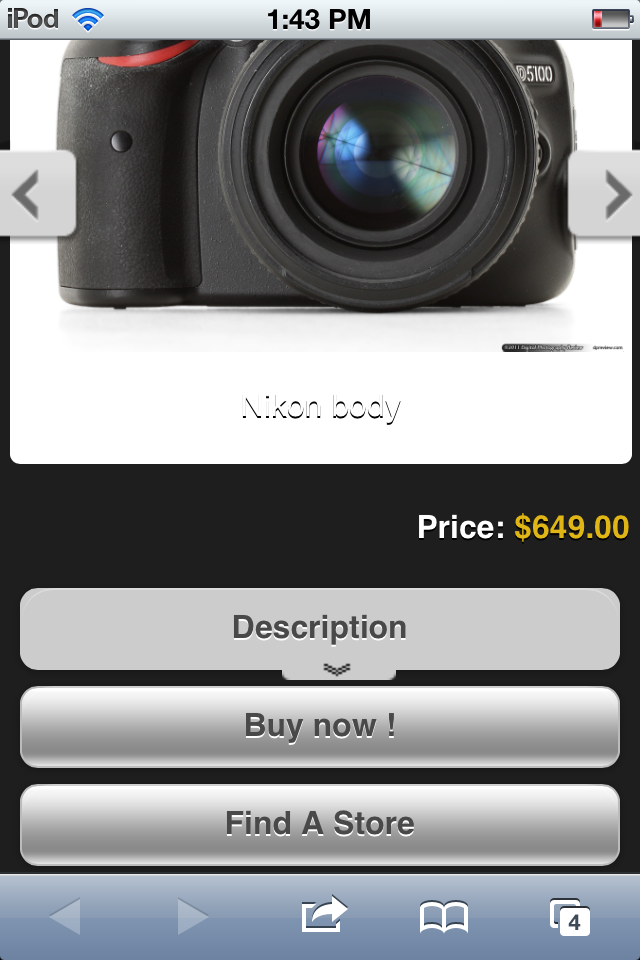 iPod 1:43 PM
D5100
©2011 Digital Photography Review dpreview.com
Nikon body
Price: $649.00
Description
Buy now !
Find A Store
4